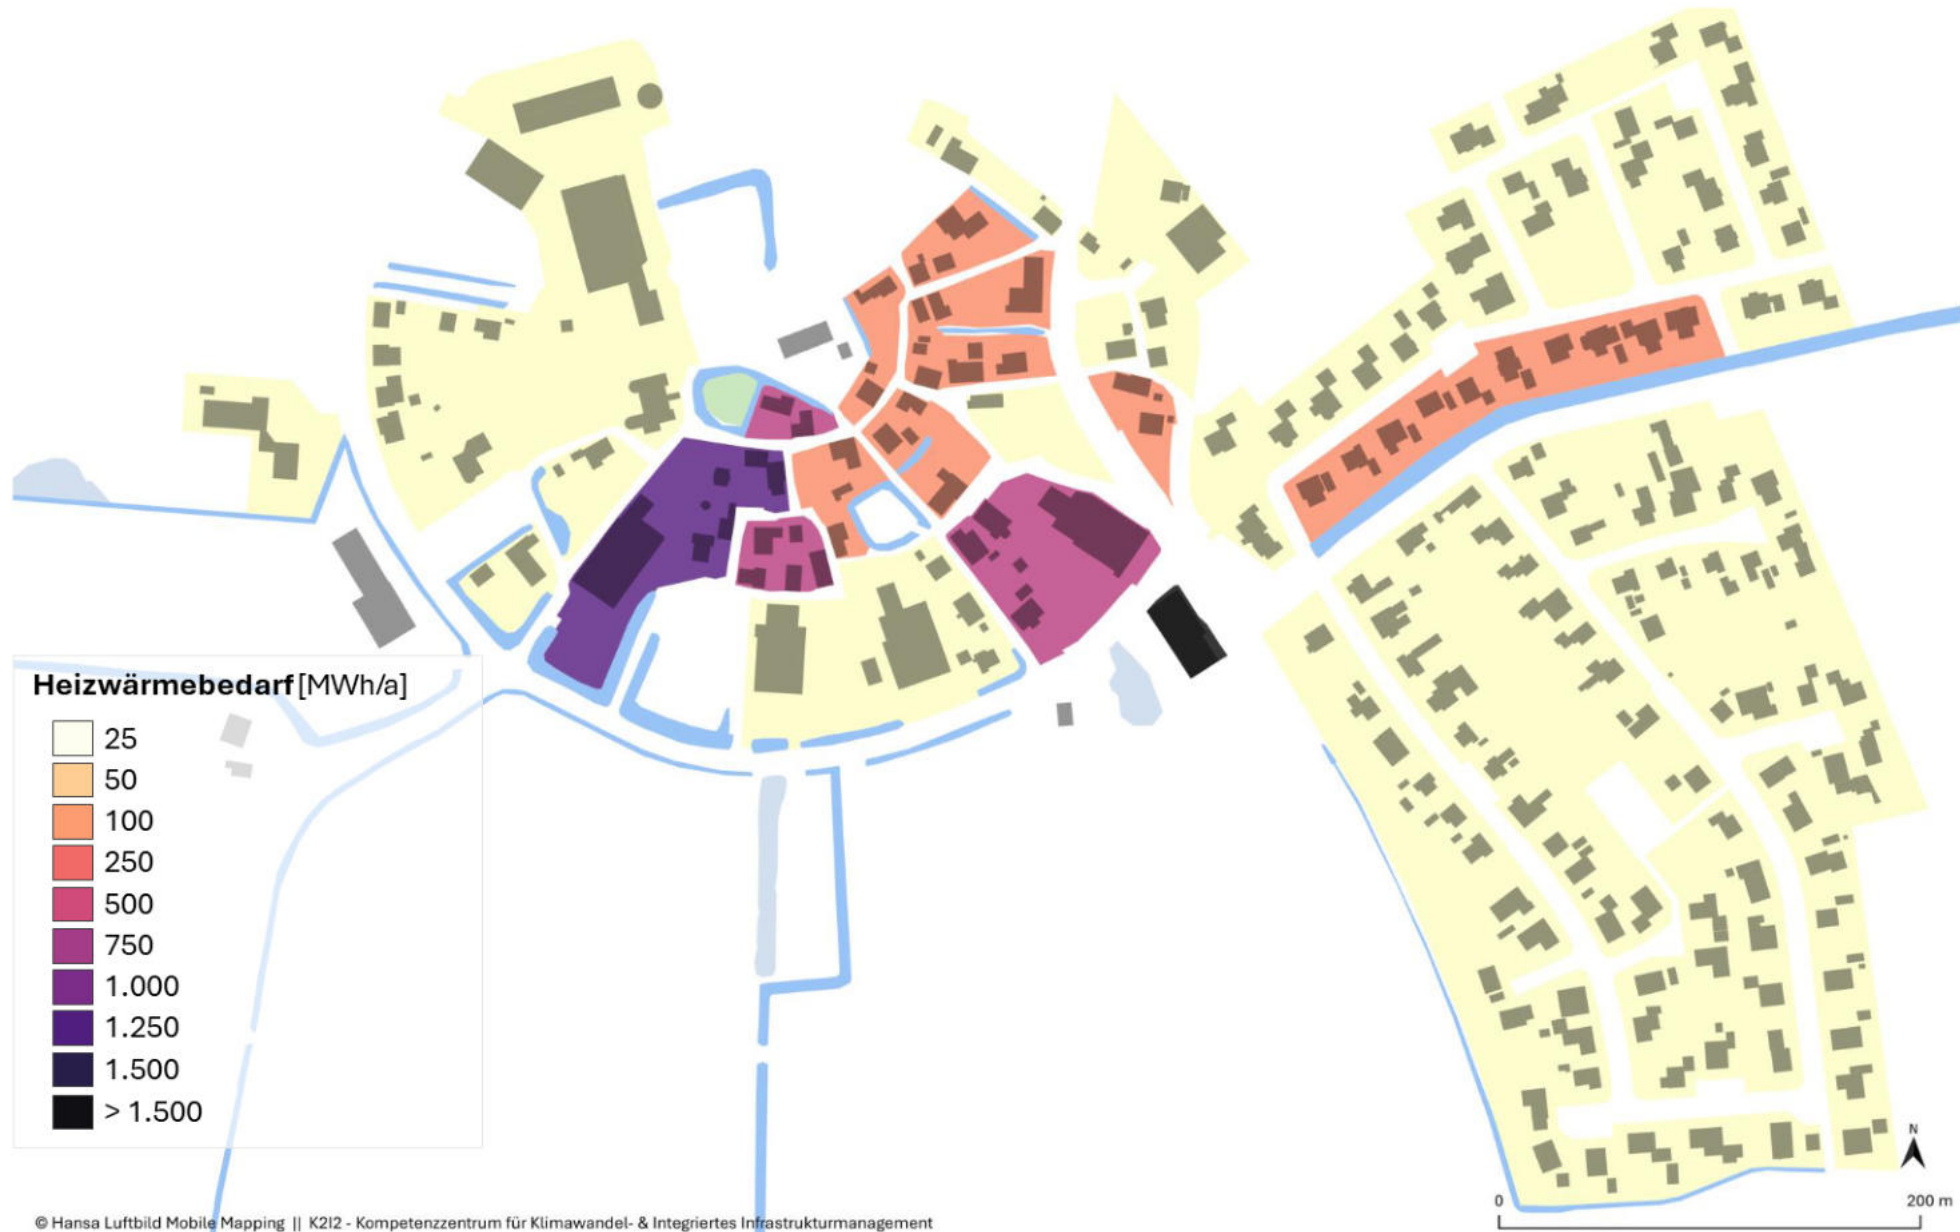 Heizwärmebedarf [MWh/a]
25
50
100
250
500
750
1.000
1.250
1.500
> 1.500
N
0 200 m
© Hansa Luftbild Mobile Mapping || K2I2 - Kompetenzzentrum für Klimawandel- & Integriertes Infrastrukturmanagement